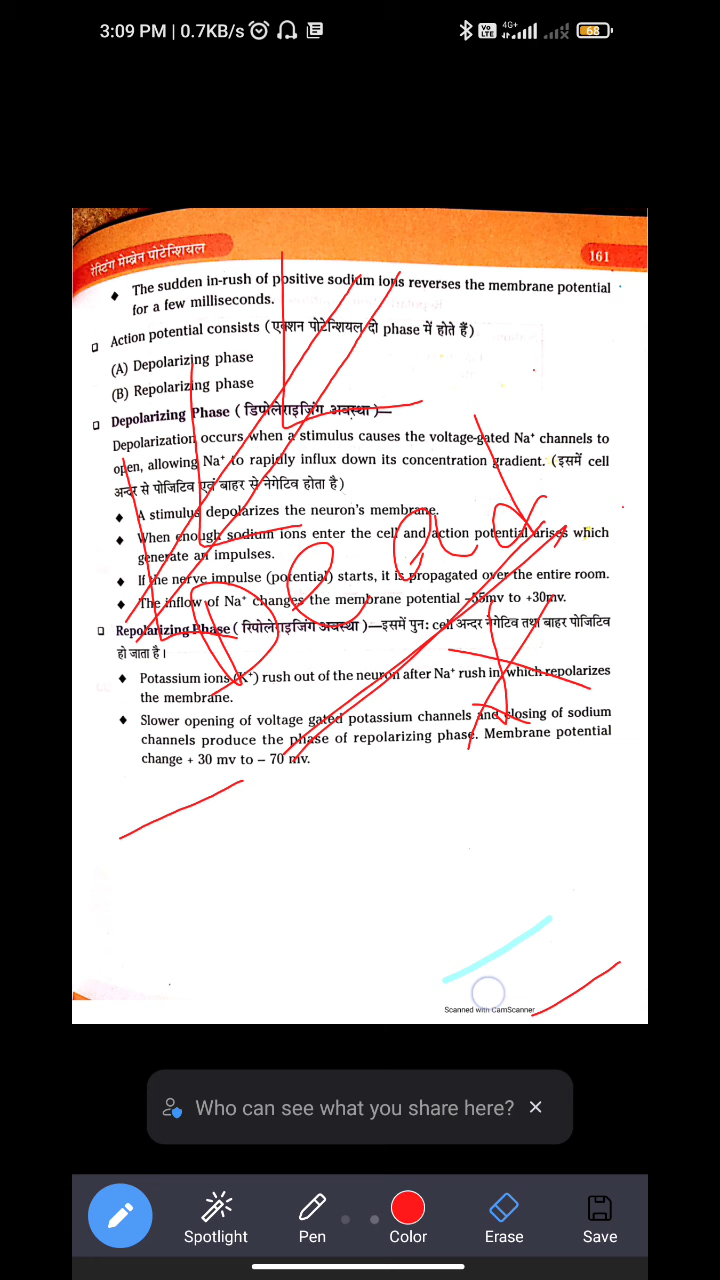 3:09 PM | 0.7KB/s
Vo LTE 4G+ 68
रेस्टिंग मेम्ब्रेन पोटेन्शियल
161
♦ The sudden in-rush of positive sodium ions reverses the membrane potential
for a few milliseconds.
❑ Action potential consists (एक्शन पोटेन्शियल दो phase में होते हैं)
(A) Depolarizing phase
(B) Repolarizing phase
❑ Depolarizing Phase (डिपोलेराइजिंग अवस्था)—
Depolarization occurs when a stimulus causes the voltage-gated Na⁺ channels to
open, allowing Na⁺ to rapidly influx down its concentration gradient. (इसमें cell
अन्दर से पोजिटिव एवं बाहर से नेगेटिव होता है)
♦ A stimulus depolarizes the neuron's membrane.
♦ When enough sodium ions enter the cell and action potential arises which
generate an impulses.
♦ If the nerve impulse (potential) starts, it is propagated over the entire room.
♦ The inflow of Na⁺ changes the membrane potential -55mv to +30mv.
❑ Repolarizing Phase (रिपोलेराइजिंग अवस्था)—इसमें पुन: cell अन्दर नेगेटिव तथा बाहर पोजिटिव
हो जाता है।
♦ Potassium ions (K⁺) rush out of the neuron after Na⁺ rush in which repolarizes
the membrane.
♦ Slower opening of voltage gated potassium channels and closing of sodium
channels produce the phase of repolarizing phase. Membrane potential
change + 30 mv to – 70 mv.
Scanned with CamScanner
Who can see what you share here? ×
Spotlight Pen Color Erase Save